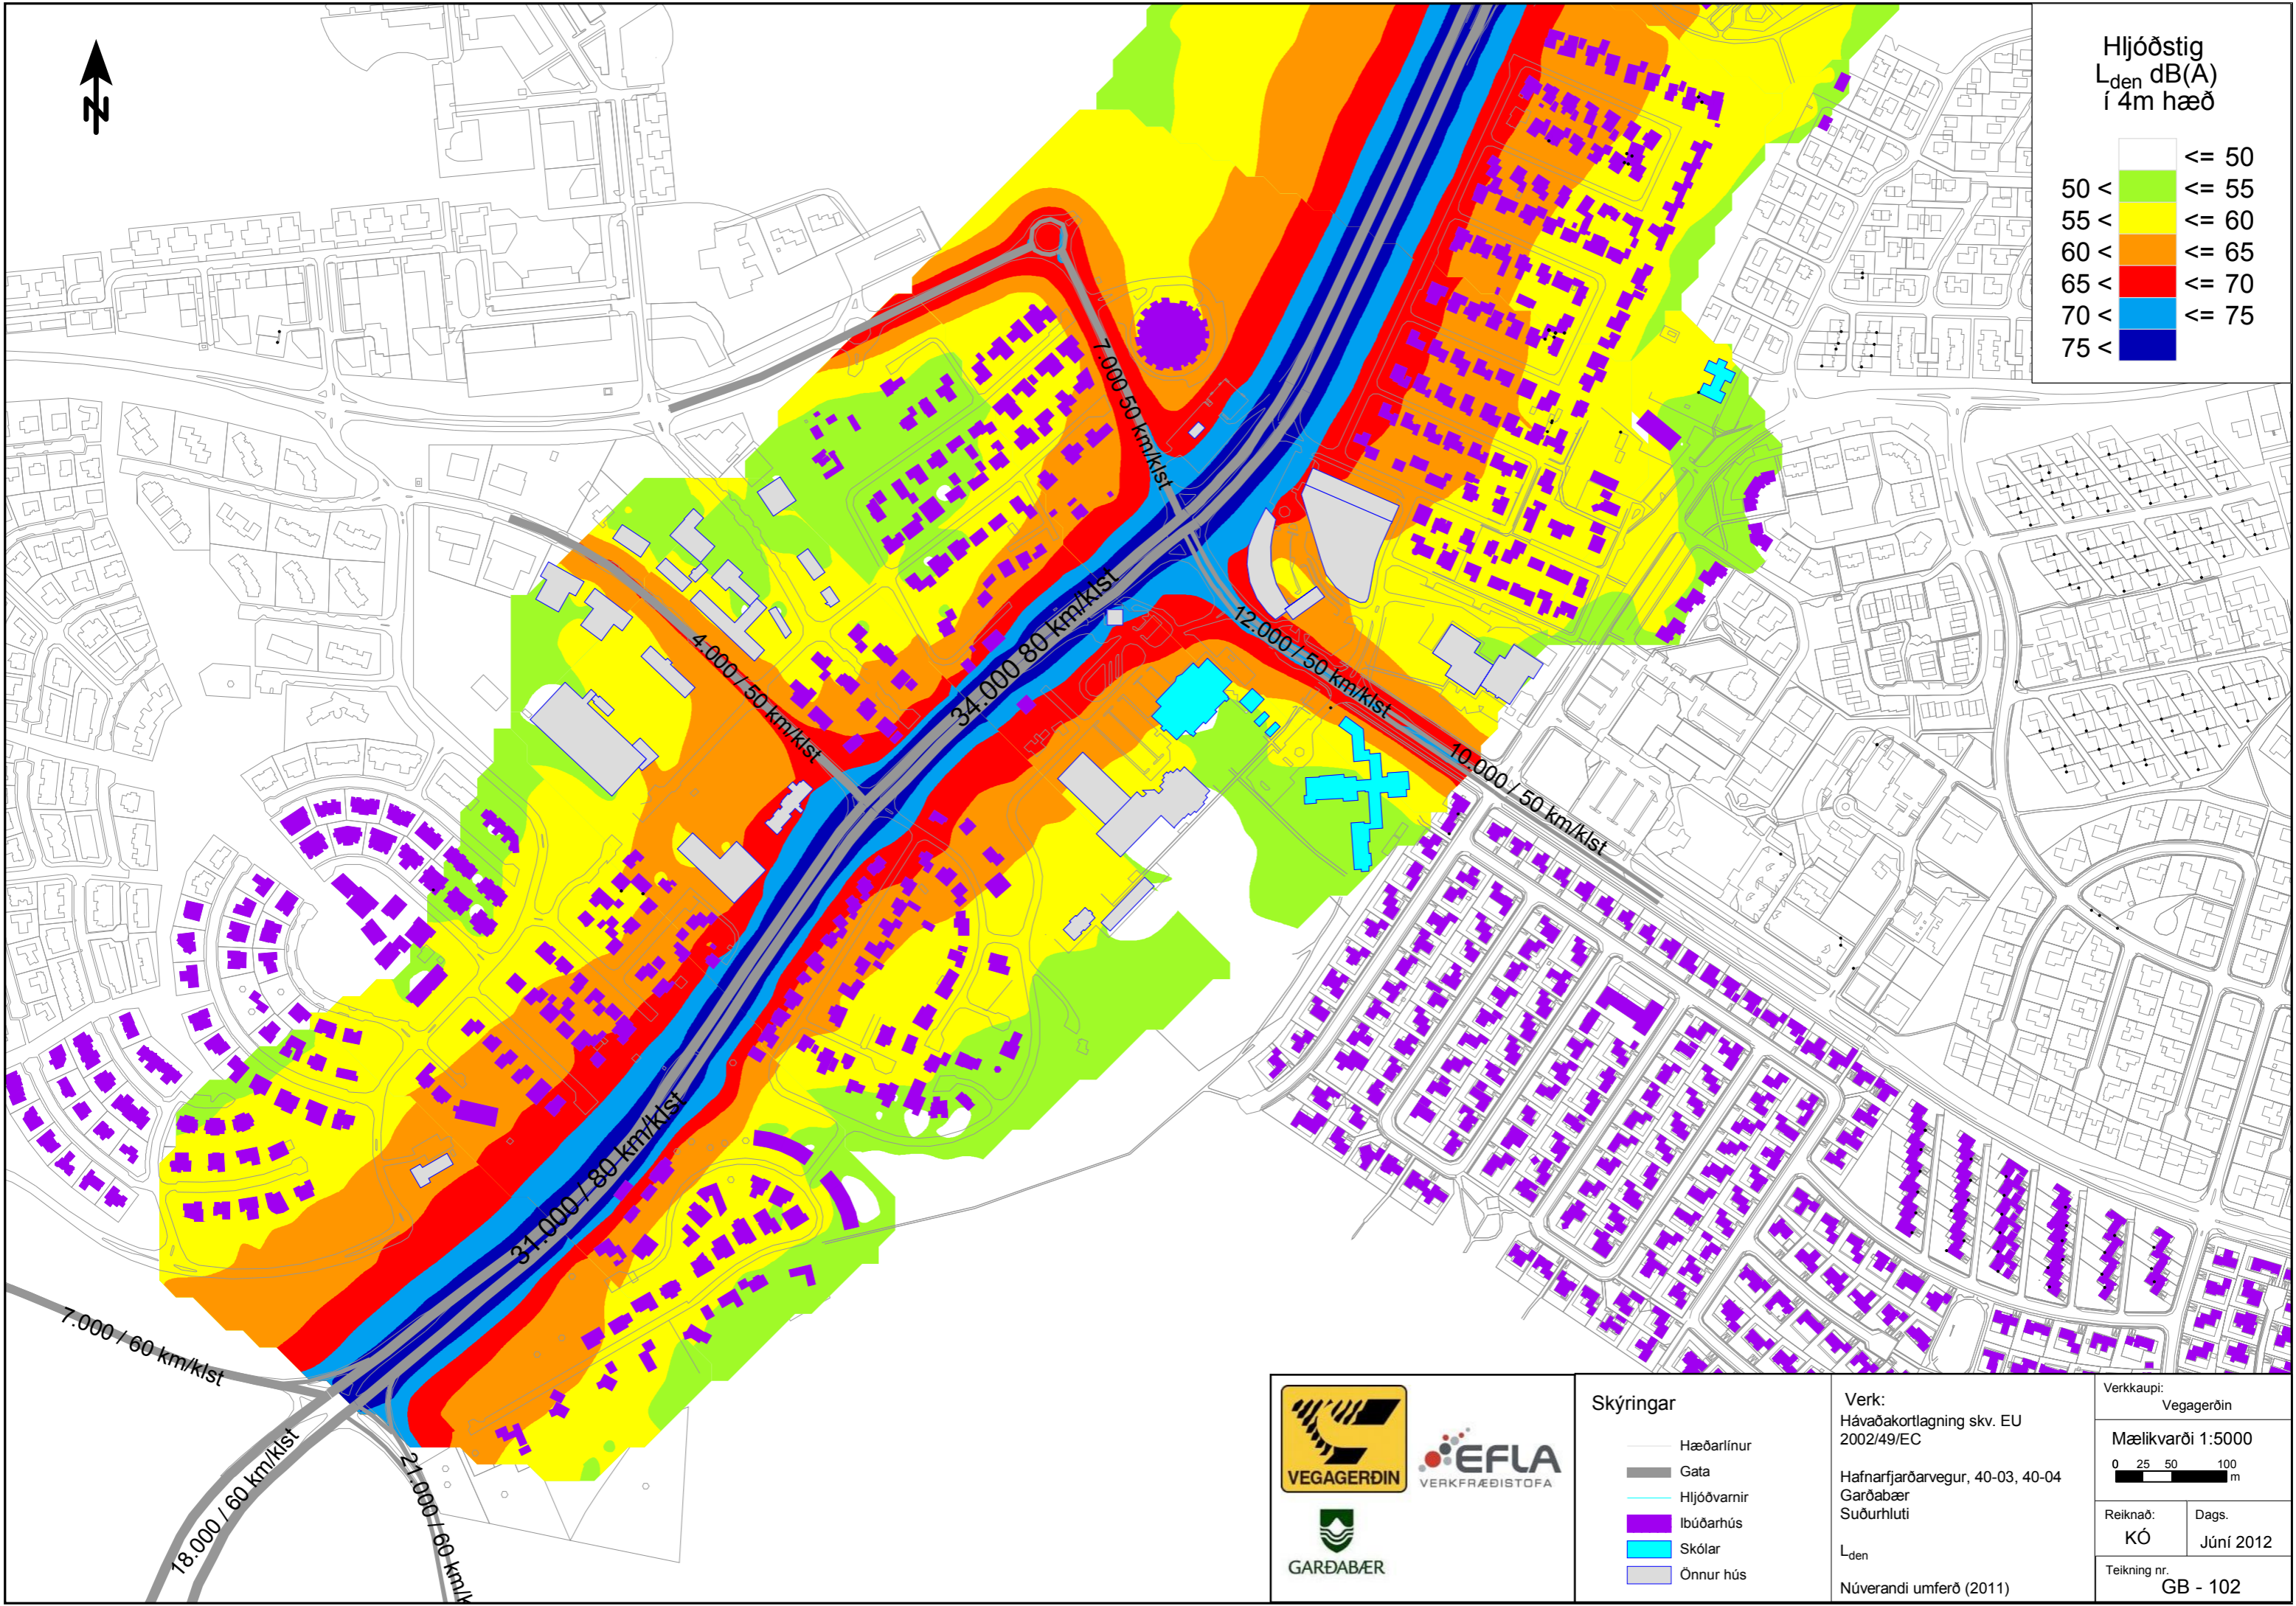 N
Hljóðstig
Lden dB(A)
í 4m hæð
<= 50
50 < <= 55
55 < <= 60
60 < <= 65
65 < <= 70
70 < <= 75
75 <
7.000 50 km/klst
34.000 80 km/klst
12.000 / 50 km/klst
4.000 / 50 km/klst
10.000 / 50 km/klst
31.000 / 80 km/klst
7.000 / 60 km/klst
18.000 / 60 km/klst
21.000 / 60 km/k
VEGAGERÐIN
EFLA
VERKFRÆÐISTOFA
GARÐABÆR
Skýringar
Hæðarlínur
Gata
Hljóðvarnir
Ibúðarhús
Skólar
Önnur hús
Verk:
Hávaðakortlagning skv. EU
2002/49/EC
Hafnarfjarðarvegur, 40-03, 40-04
Garðabær
Suðurhluti
Lden
Núverandi umferð (2011)
Verkkaupi:
Vegagerðin
Mælikvarði 1:5000
0 25 50 100
m
Reiknað:
KÓ
Dags.
Júní 2012
Teikning nr.
GB - 102